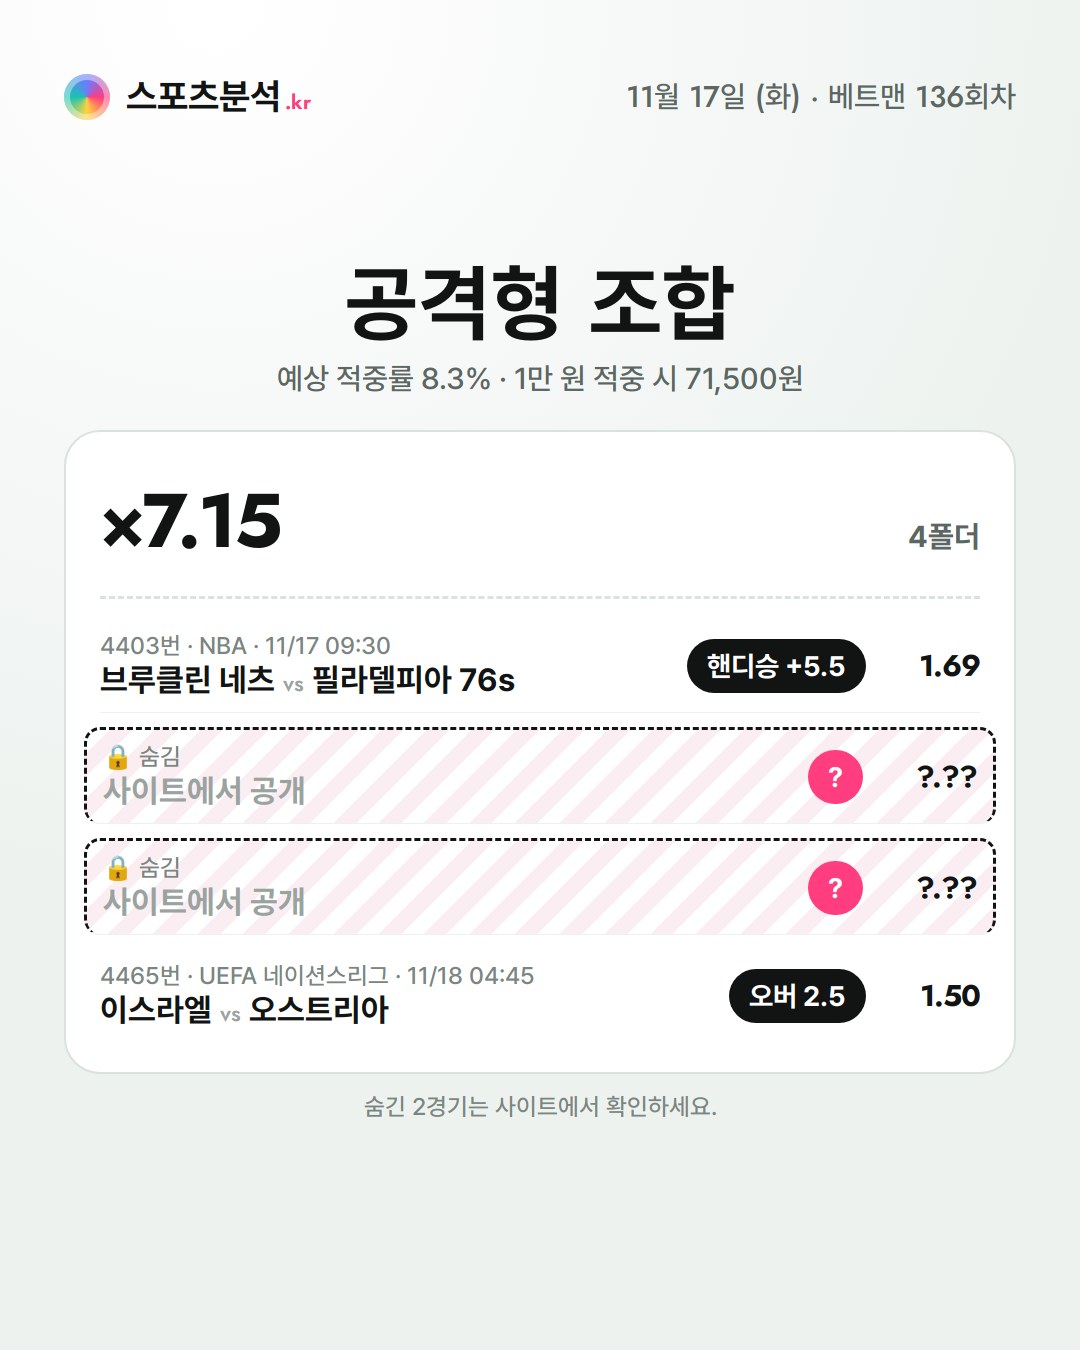 스포츠분석.kr
11월 17일 (화) · 베트맨 136회차
공격형 조합
예상 적중률 8.3% · 1만 원 적중 시 71,500원
×7.15
4폴더
4403번 · NBA · 11/17 09:30
브루클린 네츠 vs 필라델피아 76s
핸디승 +5.5
1.69
🔒 숨김
사이트에서 공개
?
?.??
🔒 숨김
사이트에서 공개
?
?.??
4465번 · UEFA 네이션스리그 · 11/18 04:45
이스라엘 vs 오스트리아
오버 2.5
1.50
숨긴 2경기는 사이트에서 확인하세요.